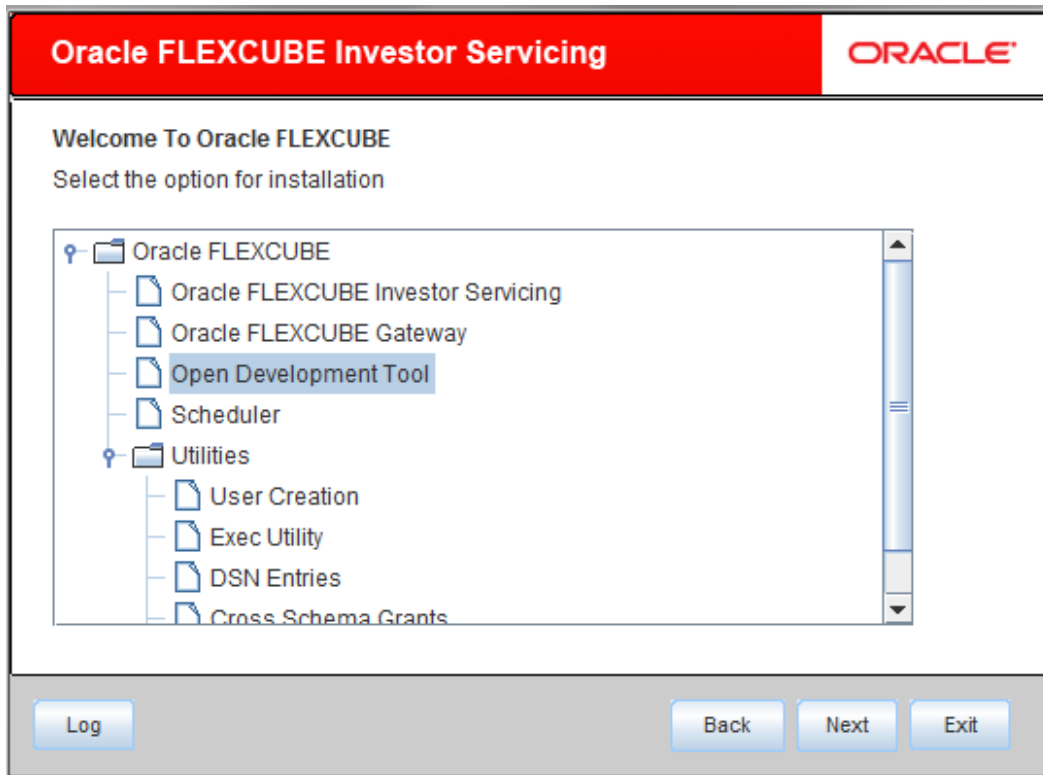 Oracle FLEXCUBE Investor Servicing
ORACLE
Welcome To Oracle FLEXCUBE
Select the option for installation
Oracle FLEXCUBE
Oracle FLEXCUBE Investor Servicing
Oracle FLEXCUBE Gateway
Open Development Tool
Scheduler
Utilities
User Creation
Exec Utility
DSN Entries
Cross Schema Grants
Log
Back
Next
Exit